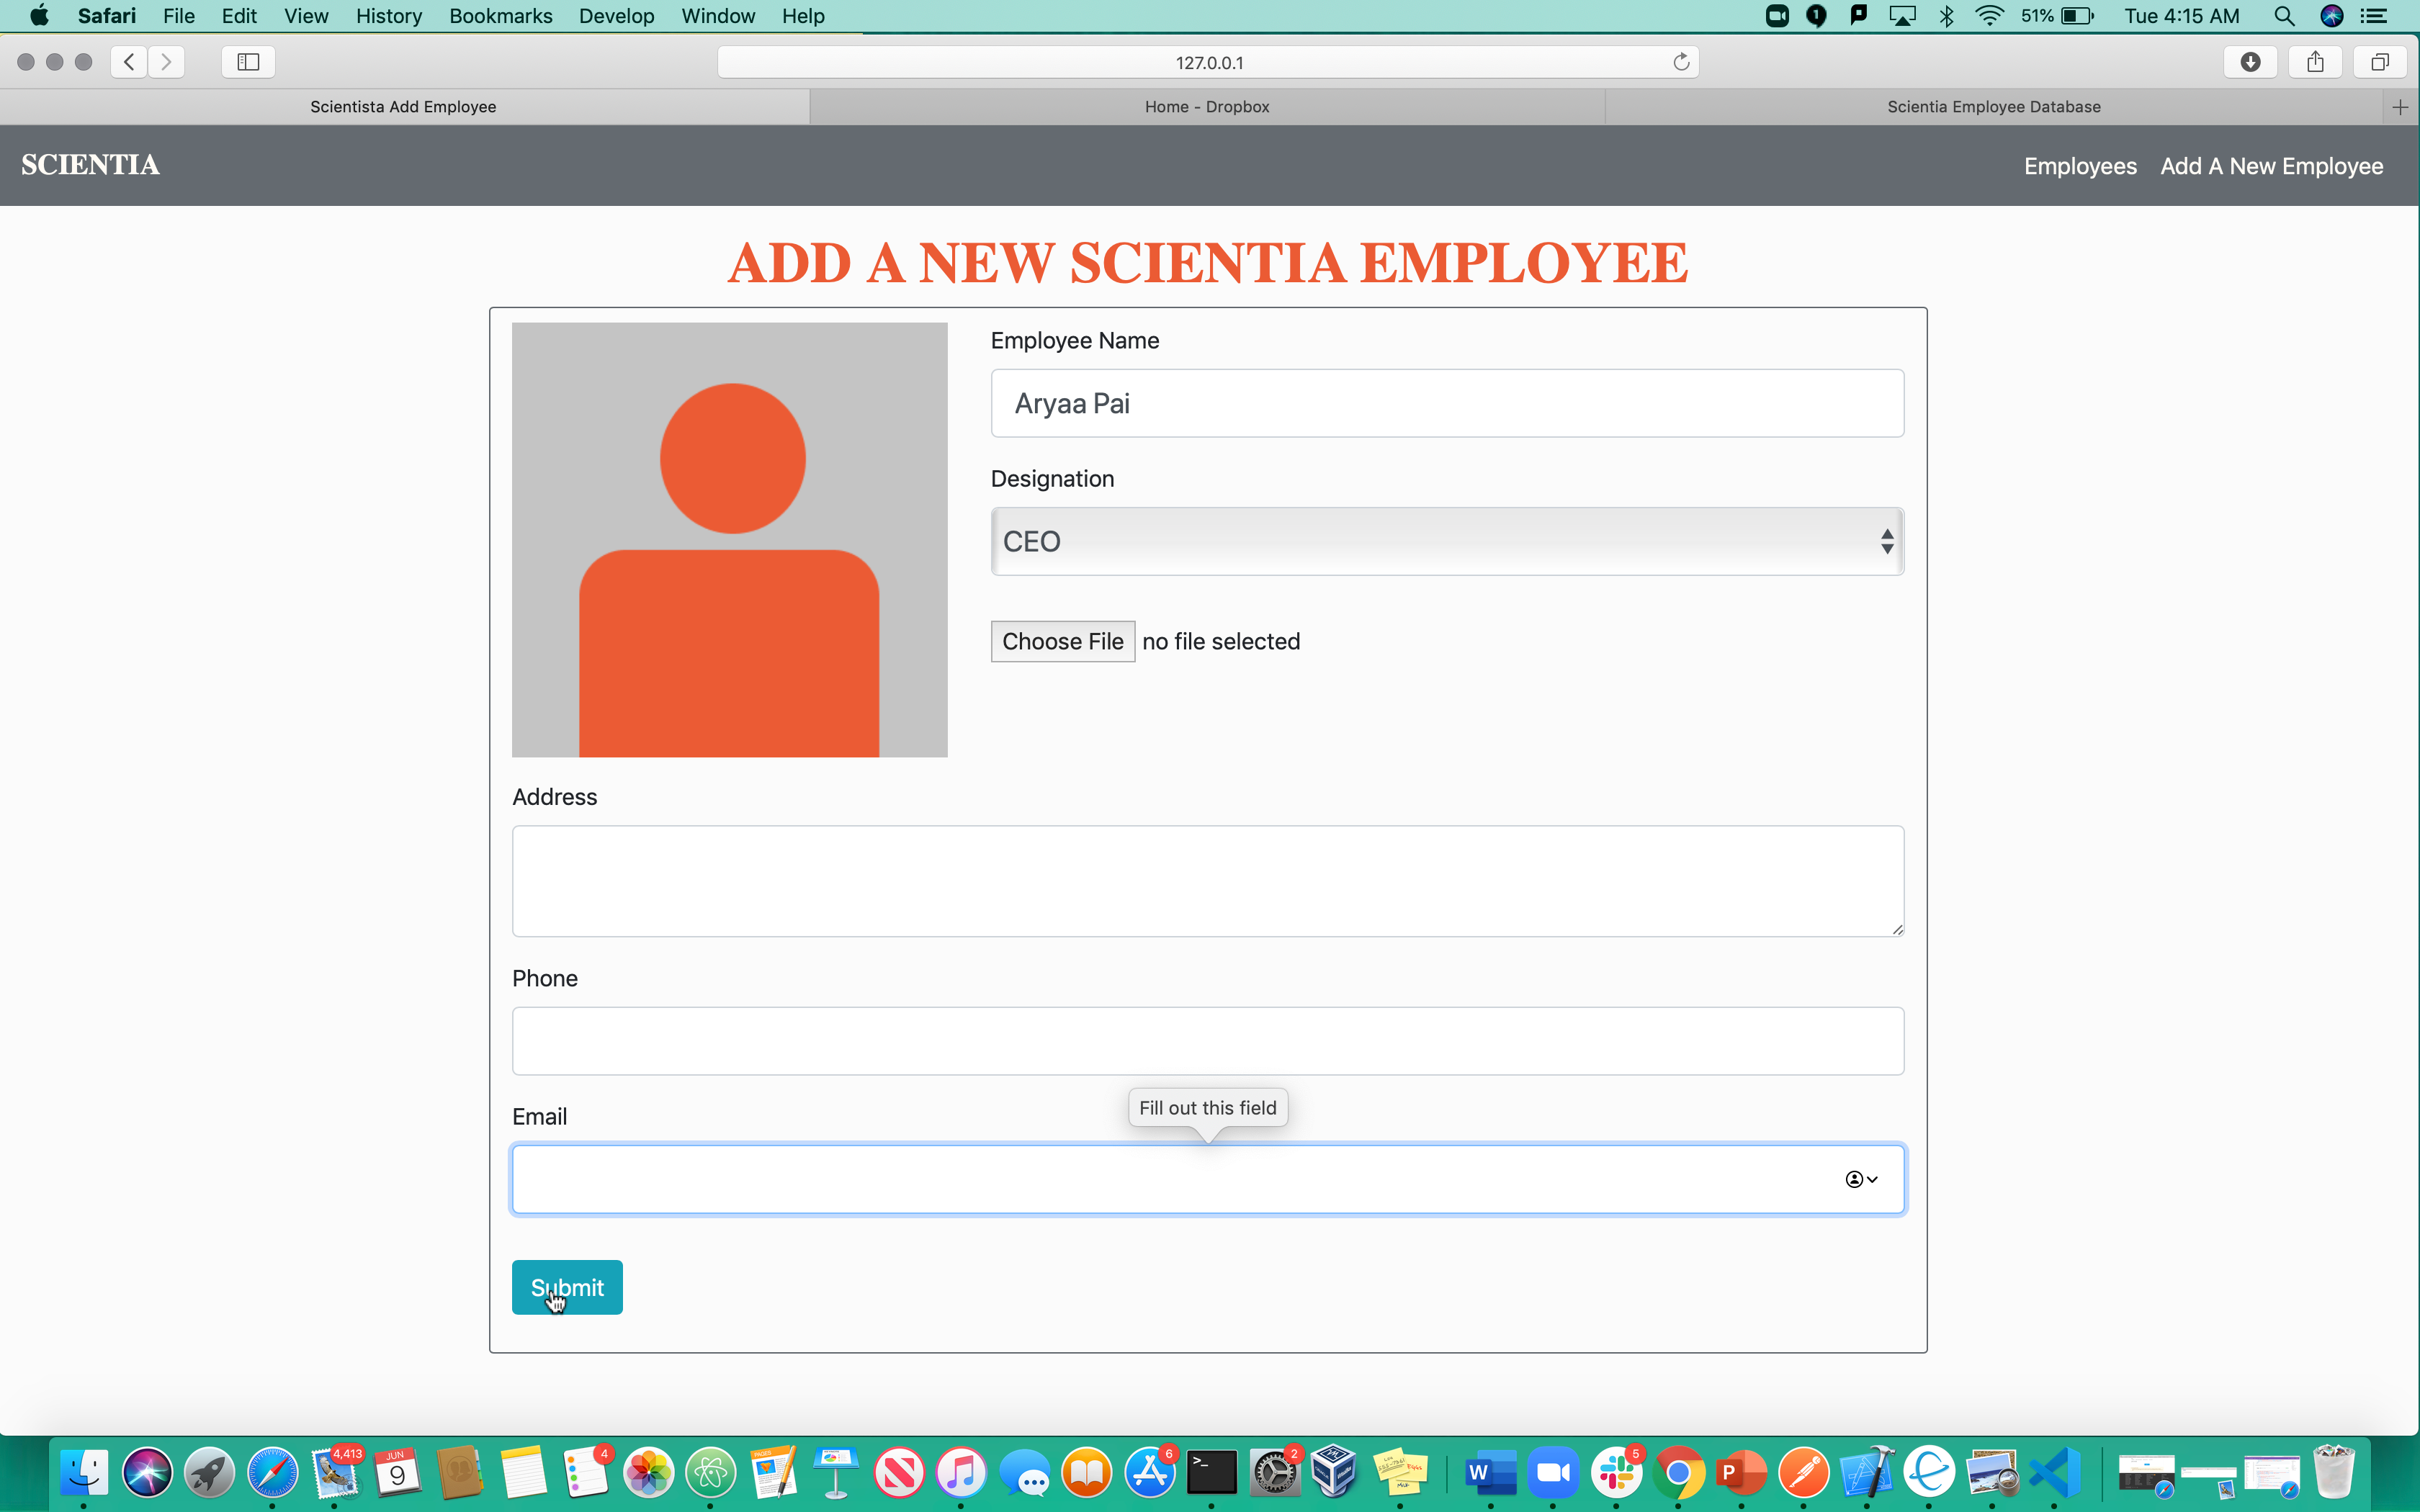 Safari File Edit View History Bookmarks Develop Window Help
1 51% Tue 4:15 AM
127.0.0.1
Scientista Add Employee
Home - Dropbox
Scientia Employee Database
SCIENTIA
Employees Add A New Employee
ADD A NEW SCIENTIA EMPLOYEE
Employee Name
Aryaa Pai
Designation
CEO
Choose File no file selected
Address
Phone
Fill out this field
Email
Submit
4,413
JUN
9
4
PAGES
6
>_
2
W
5
P